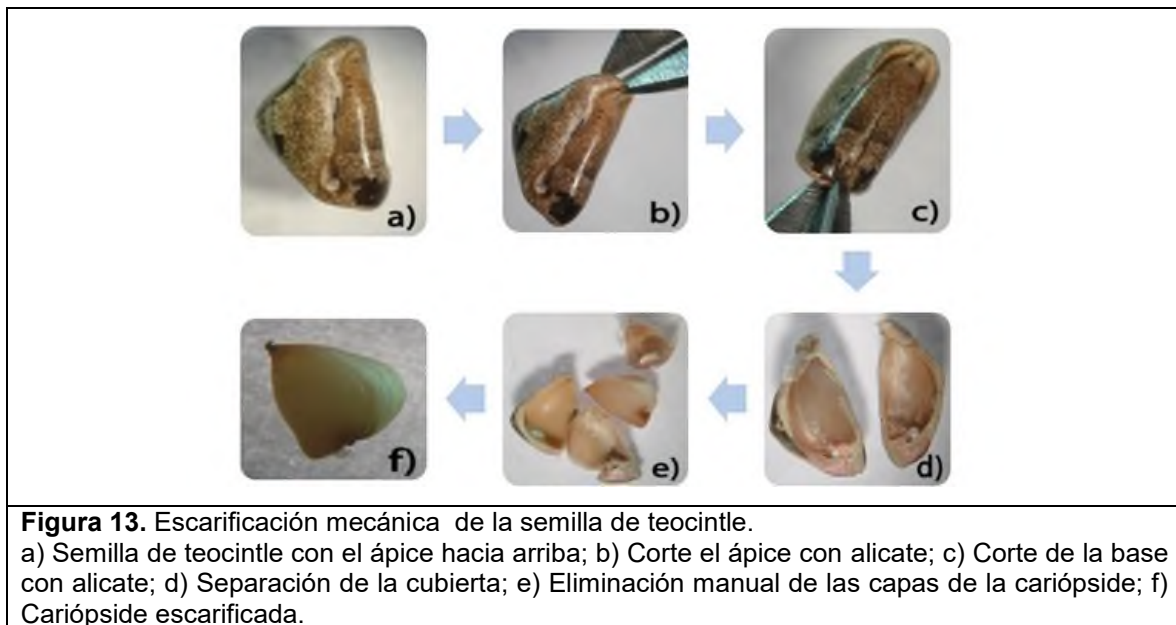 a)
b)
c)
f)
e)
d)
Figura 13. Escarificación mecánica de la semilla de teocintle.
a) Semilla de teocintle con el ápice hacia arriba; b) Corte el ápice con alicate; c) Corte de la base
con alicate; d) Separación de la cubierta; e) Eliminación manual de las capas de la cariópside; f)
Cariópside escarificada.